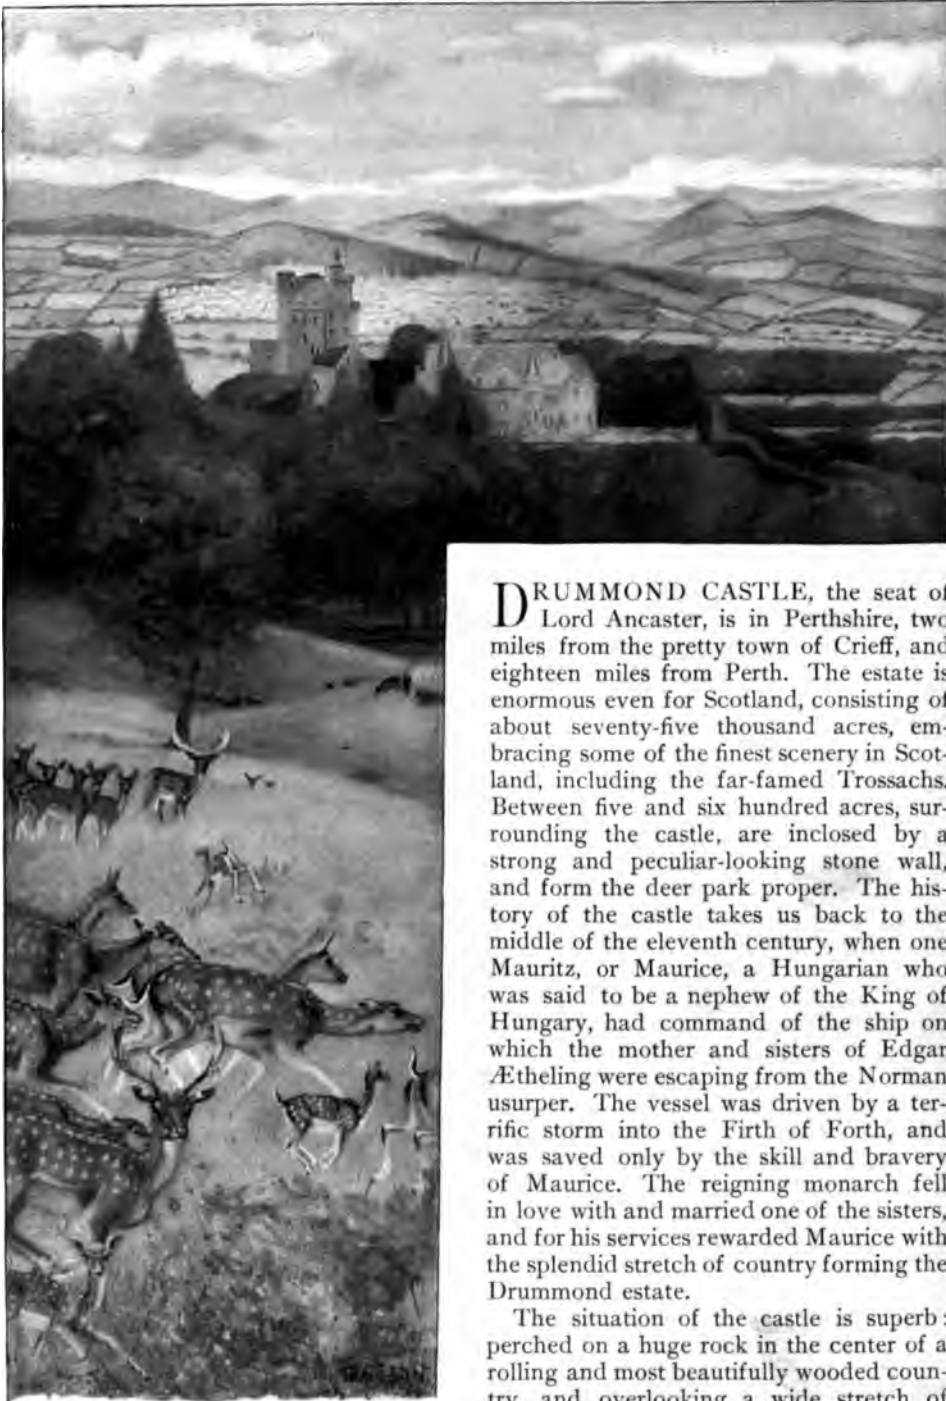 DRUMMOND CASTLE, the seat of
Lord Ancaster, is in Perthshire, two
miles from the pretty town of Crieff, and
eighteen miles from Perth. The estate is
enormous even for Scotland, consisting of
about seventy-five thousand acres, em-
bracing some of the finest scenery in Scot-
land, including the far-famed Trossachs.
Between five and six hundred acres, sur-
rounding the castle, are inclosed by a
strong and peculiar-looking stone wall,
and form the deer park proper. The his-
tory of the castle takes us back to the
middle of the eleventh century, when one
Mauritz, or Maurice, a Hungarian who
was said to be a nephew of the King of
Hungary, had command of the ship on
which the mother and sisters of Edgar
Ætheling were escaping from the Norman
usurper. The vessel was driven by a ter-
rific storm into the Firth of Forth, and
was saved only by the skill and bravery
of Maurice. The reigning monarch fell
in love with and married one of the sisters,
and for his services rewarded Maurice with
the splendid stretch of country forming the
Drummond estate.
The situation of the castle is superb:
perched on a huge rock in the center of a
rolling and most beautifully wooded coun-
try, and overlooking a wide stretch of